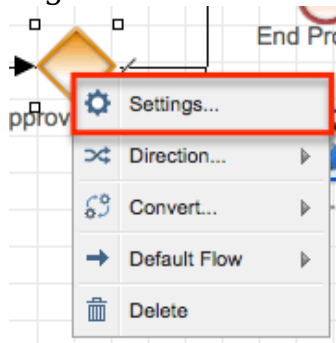 End Pro
pprov
Settings...
Direction...
Convert...
Default Flow
Delete